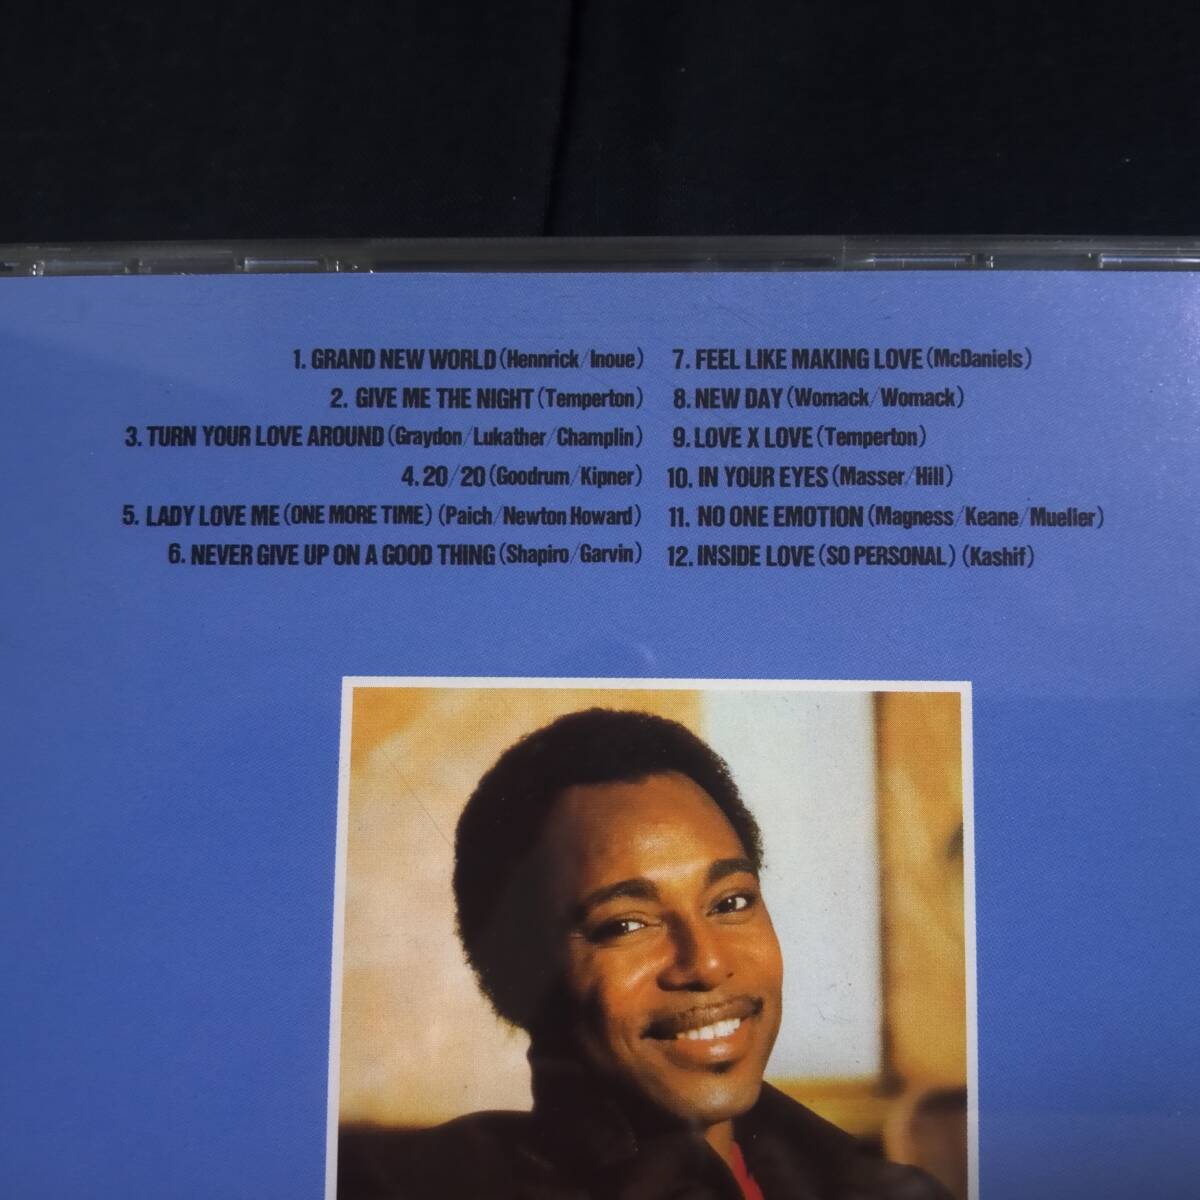 1. GRAND NEW WORLD (Hennrick/Inoue)
2. GIVE ME THE NIGHT (Temperton)
3. TURN YOUR LOVE AROUND (Graydon/Lukather/Champlin)
4. 20/20 (Goodrum/Kipner)
5. LADY LOVE ME (ONE MORE TIME) (Paich/Newton Howard)
6. NEVER GIVE UP ON A GOOD THING (Shapiro/Garvin)
7. FEEL LIKE MAKING LOVE (McDaniels)
8. NEW DAY (Womack/Womack)
9. LOVE X LOVE (Temperton)
10. IN YOUR EYES (Masser/Hill)
11. NO ONE EMOTION (Magness/Keane/Mueller)
12. INSIDE LOVE (SO PERSONAL) (Kashif)